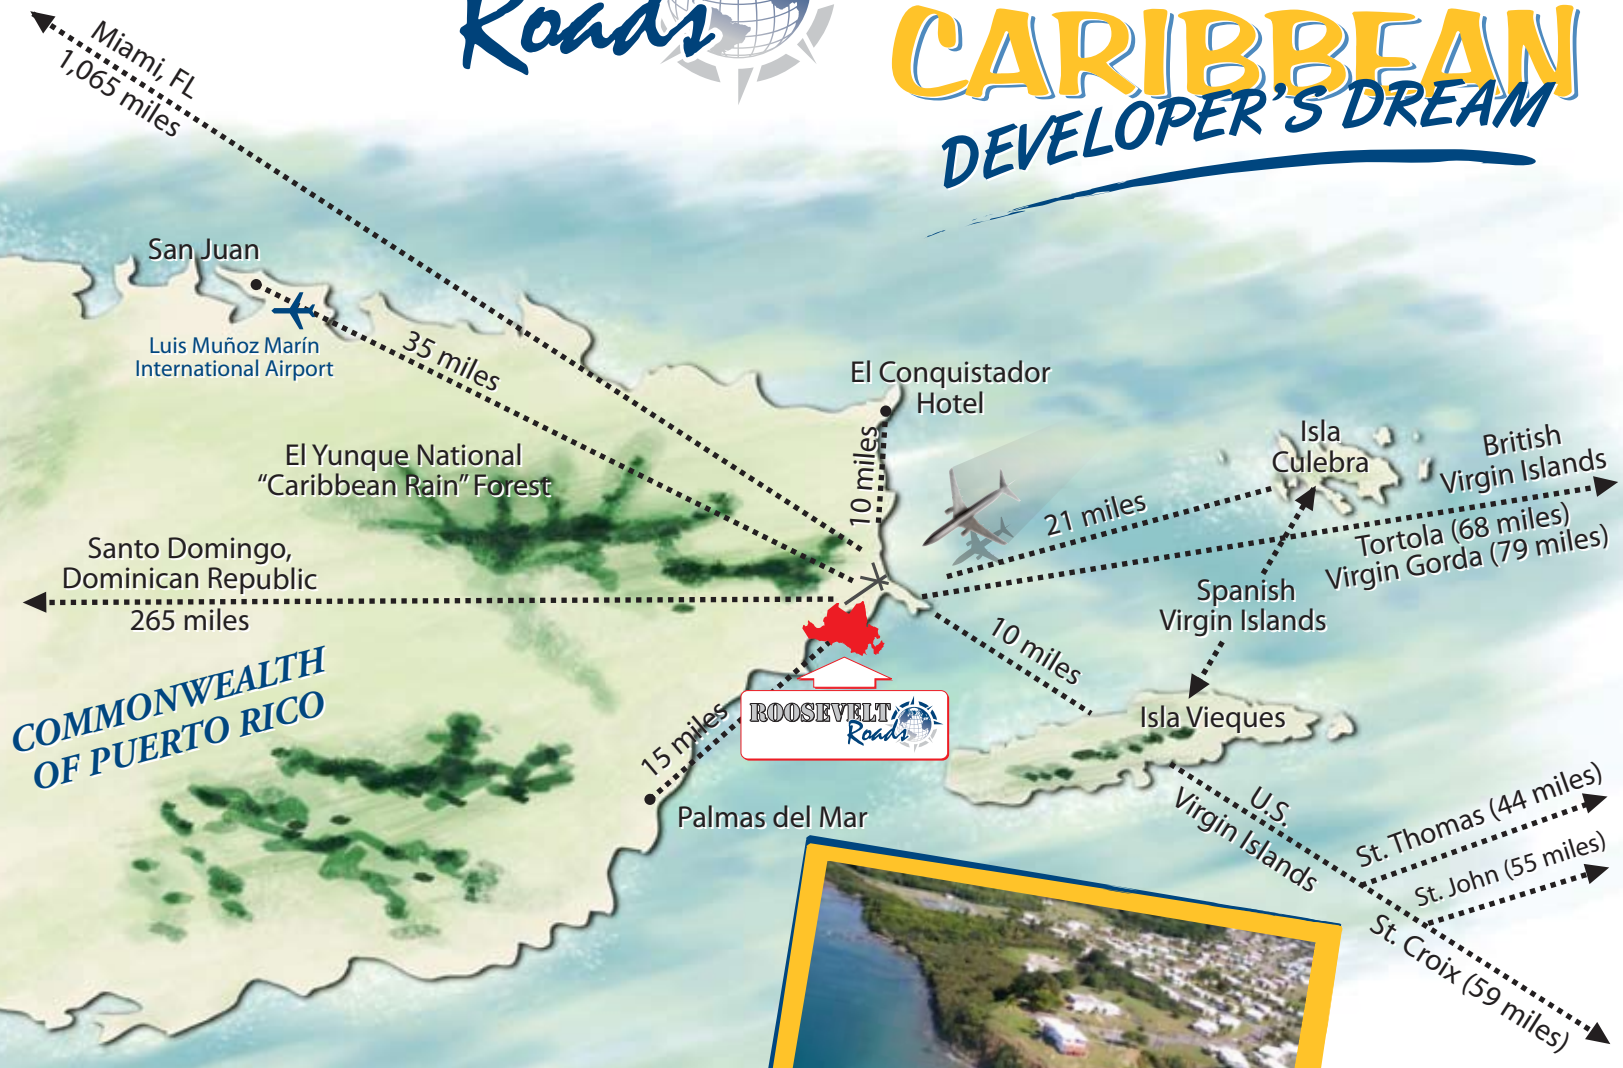 Roads
CARIBBEAN
DEVELOPER'S DREAM
Miami, FL
1,065 miles
San Juan
Luis Muñoz Marín
International Airport
35 miles
El Conquistador
Hotel
10 miles
El Yunque National
“Caribbean Rain” Forest
Isla
Culebra
British
Virgin Islands
21 miles
Tortola (68 miles)
Virgin Gorda (79 miles)
Santo Domingo,
Dominican Republic
265 miles
Spanish
Virgin Islands
10 miles
COMMONWEALTH
OF PUERTO RICO
ROOSEVELT
Roads
Isla Vieques
15 miles
Palmas del Mar
U.S.
Virgin Islands
St. Thomas (44 miles)
St. John (55 miles)
St. Croix (59 miles)